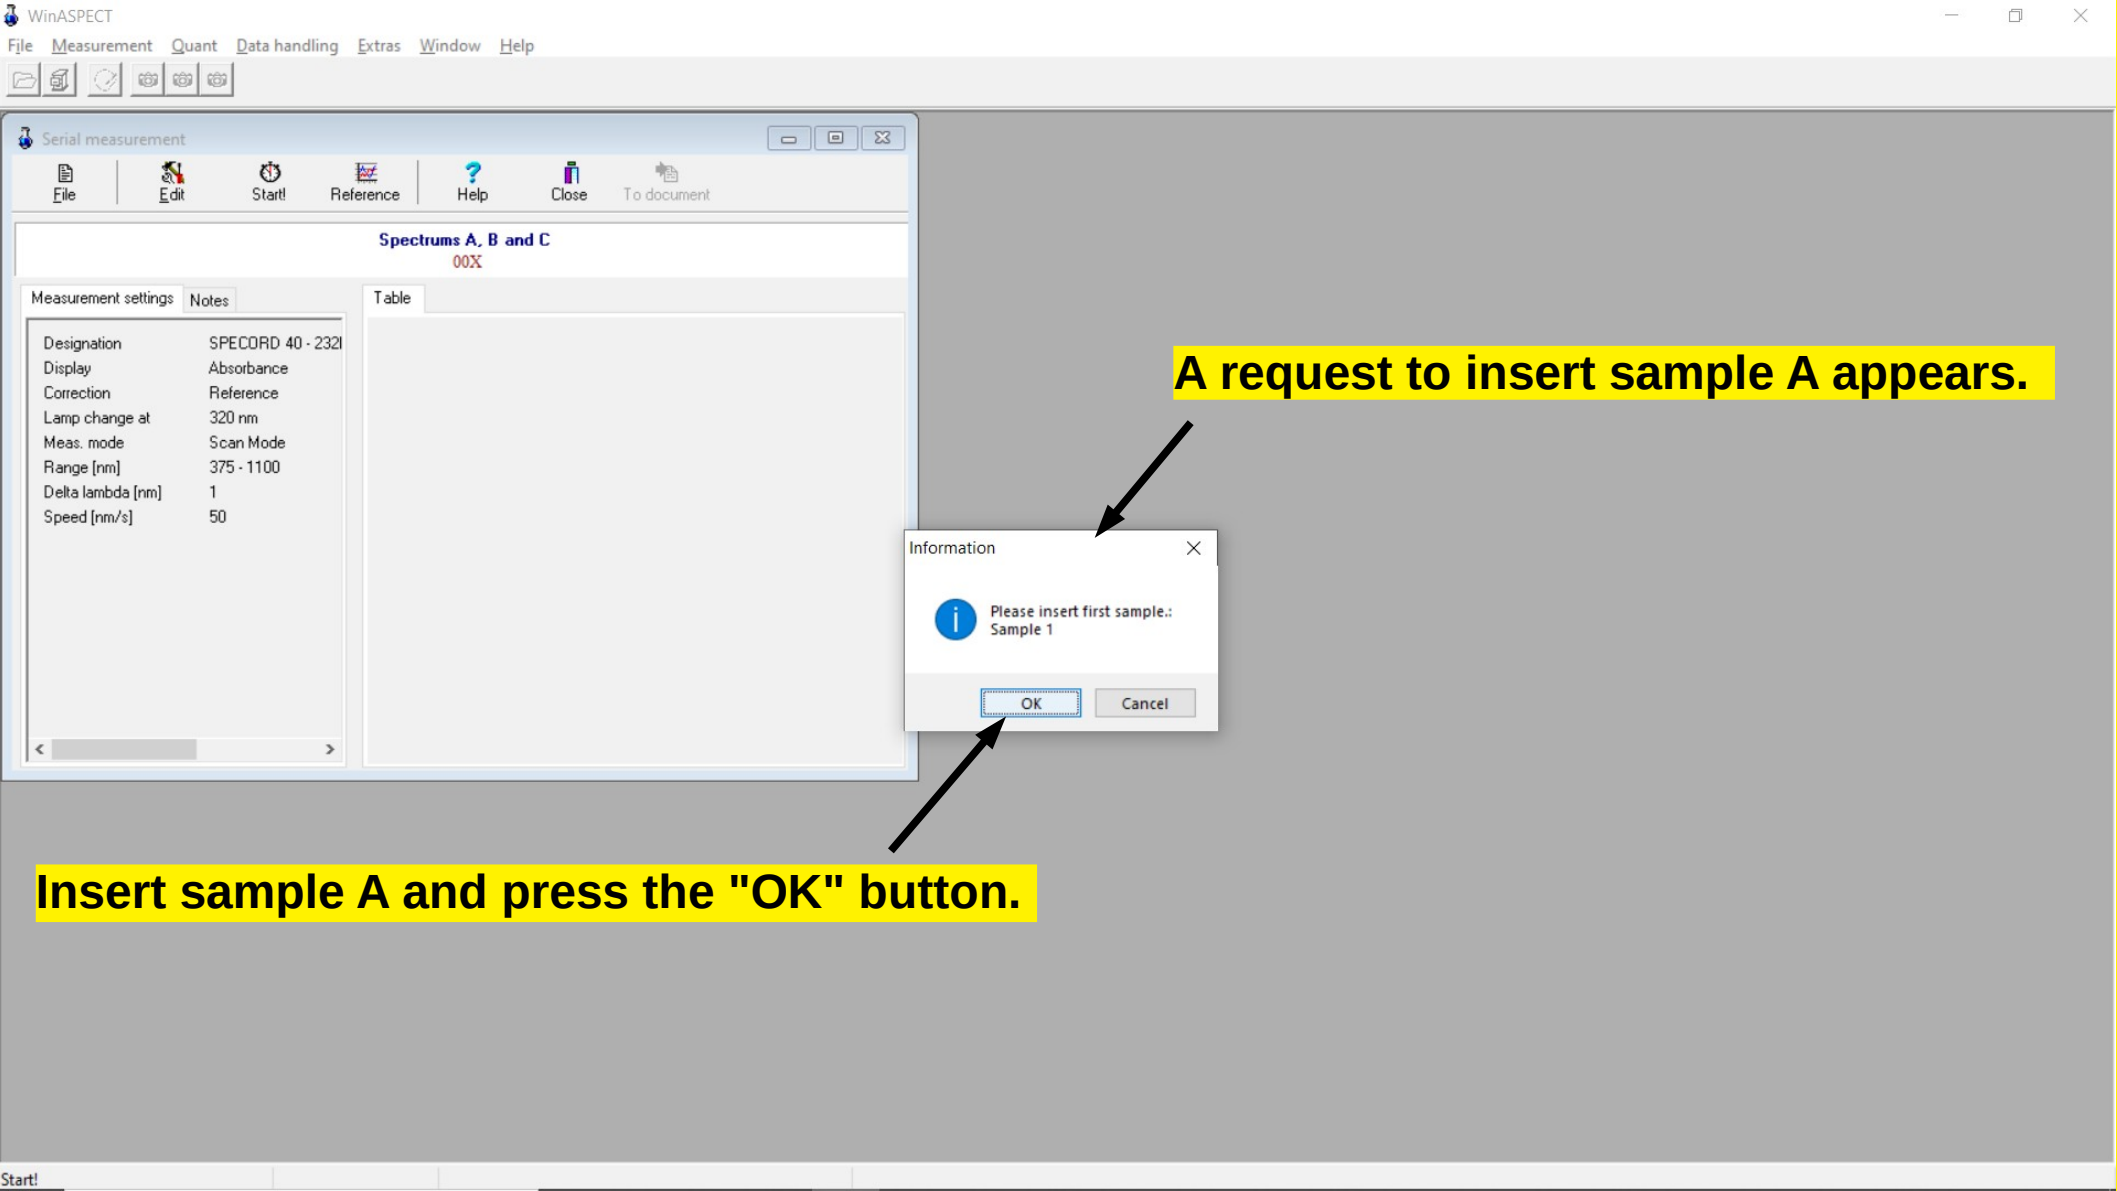 WinASPECT
File Measurement Quant Data handling Extras Window Help
Serial measurement
File Edit Start! Reference Help Close To document
Spectrums A, B and C
00X
Measurement settings Notes Table
Designation SPECORD 40 - 232
Display Absorbance
Correction Reference
Lamp change at 320 nm
Meas. mode Scan Mode
Range [nm] 375 - 1100
Delta lambda [nm] 1
Speed [nm/s] 50
A request to insert sample A appears.
Information
Please insert first sample.:
Sample 1
OK Cancel
Insert sample A and press the "OK" button.
Start!